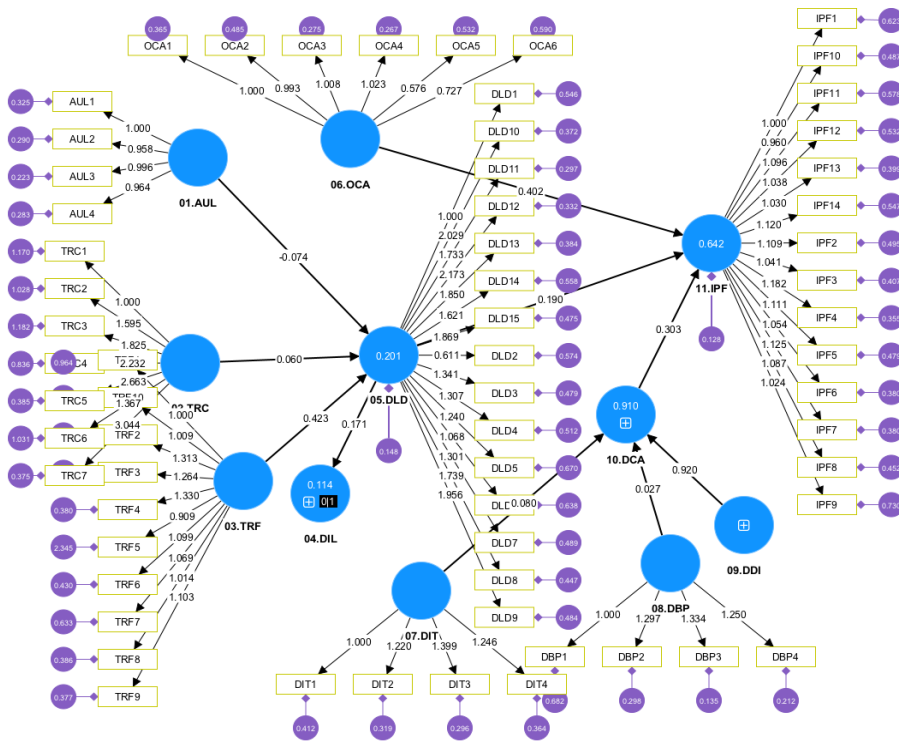 0.365 0.485 0.275 0.267 0.532 0.590
OCA1 OCA2 OCA3 OCA4 OCA5 OCA6
1.000 0.993 1.008 1.023 0.576 0.727
06.OCA
0.325 AUL1
0.290 AUL2
0.223 AUL3
0.283 AUL4
1.000
0.958
0.996
0.964
01.AUL
-0.074
1.170 TRC1
1.028 TRC2
1.182 TRC3
0.836 0.964
0.385 TRC5
1.031 TRC6
0.375 TRC7
1.000
1.595
1.825
2.232
2.663
1.367
3.044
0.060
TRF2
TRF3
0.380 TRF4
2.345 TRF5
0.430 TRF6
0.633 TRF7
0.386 TRF8
0.377 TRF9
1.000
1.009
1.313
1.264
1.330
0.909
1.099
1.069
1.014
1.103
03.TRF
0.423
0.201
05.DLD
0.148
0.171
0.114
0|1
04.DIL
DLD1 0.546
DLD10 0.372
DLD11 0.297
DLD12 0.332
DLD13 0.384
DLD14 0.558
DLD15 0.475
DLD2 0.574
DLD3 0.479
DLD4 0.512
DLD5 0.670
0.638
DLD7 0.489
DLD8 0.447
DLD9 0.484
1.000
2.029
1.733
2.173
1.850
1.621
1.869
0.611
1.341
1.307
1.240
1.068
1.301
1.739
1.956
0.402
0.190
0.303
0.642
11.IPF
0.128
IPF1 0.623
IPF10 0.487
IPF11
IPF12 0.532
IPF13 0.399
IPF14 0.547
IPF2 0.495
IPF3 0.407
IPF4 0.355
IPF5 0.479
IPF6 0.380
IPF7 0.380
IPF8 0.452
IPF9 0.730
1.000
0.960
1.096
1.038
1.030
1.120
1.109
1.041
1.182
1.111
1.054
1.125
1.087
1.024
0.910
10.DCA
0.080
0.027
0.920
09.DDI
07.DIT
1.000 1.220 1.399 1.246
DIT1 DIT2 DIT3 DIT4
0.412 0.319 0.296 0.364
08.DBP
1.000 1.297 1.334 1.250
DBP1 DBP2 DBP3 DBP4
0.682 0.298 0.135 0.212